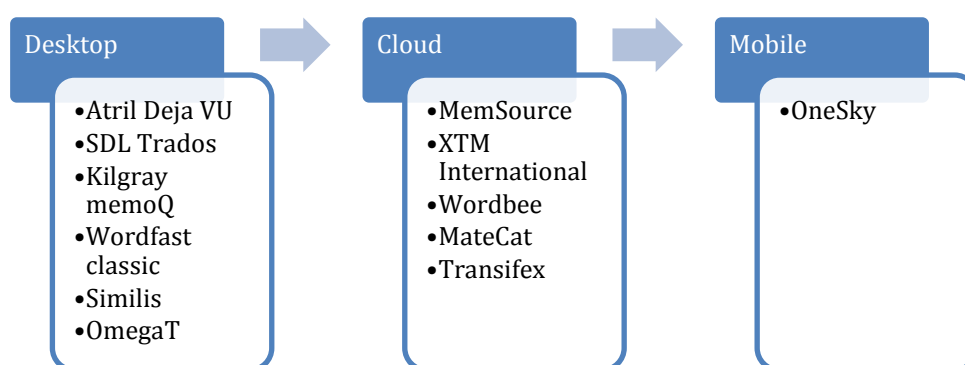 Desktop
•Atril Deja VU
•SDL Trados
•Kilgray
memoQ
•Wordfast
classic
•Similis
•OmegaT
Cloud
•MemSource
•XTM
International
•Wordbee
•MateCat
•Transifex
Mobile
•OneSky